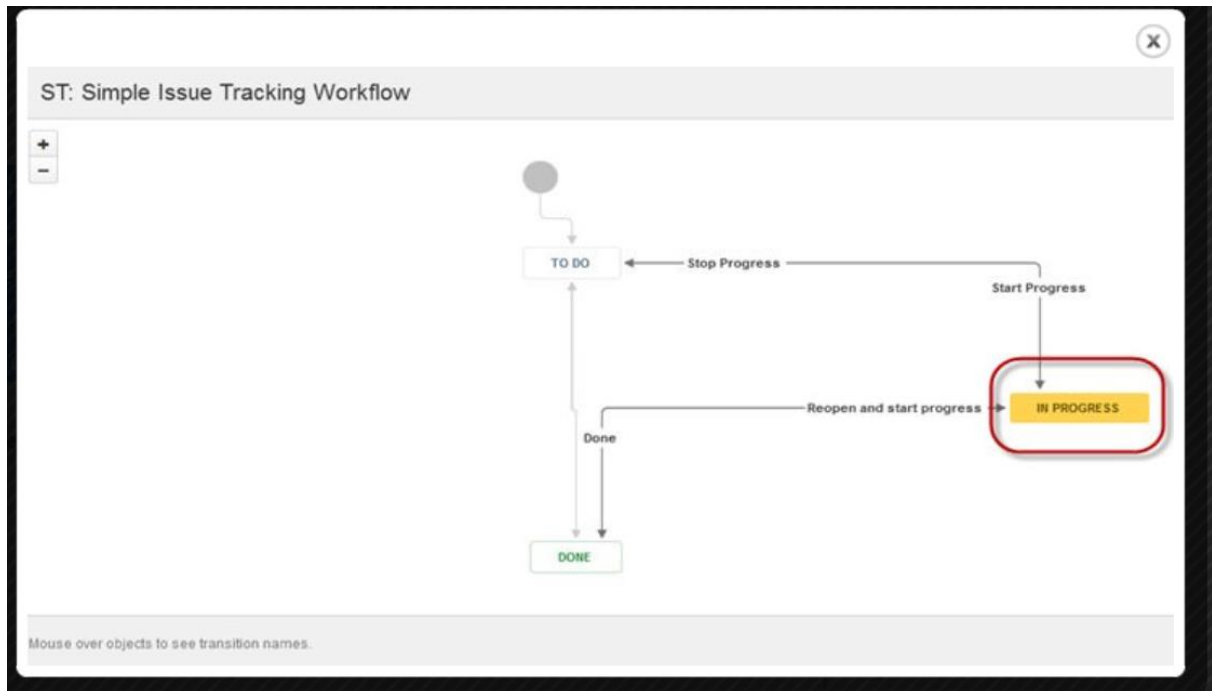 X
ST: Simple Issue Tracking Workflow
+
-
TO DO
Stop Progress
Start Progress
Reopen and start progress
IN PROGRESS
Done
DONE
Mouse over objects to see transition names.